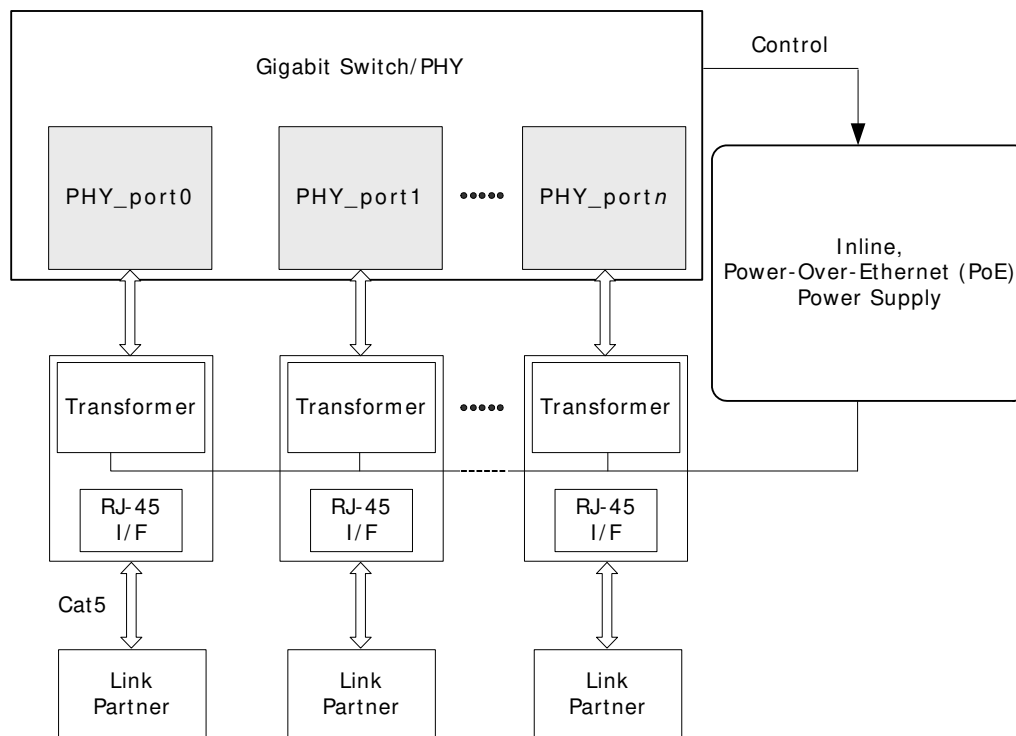 Control
Gigabit Switch/PHY
PHY_port0
PHY_port1
PHY_portn
Inline,
Power-Over-Ethernet (PoE)
Power Supply
Transformer
Transformer
Transformer
RJ-45
I/F
RJ-45
I/F
RJ-45
I/F
Cat5
Link
Partner
Link
Partner
Link
Partner